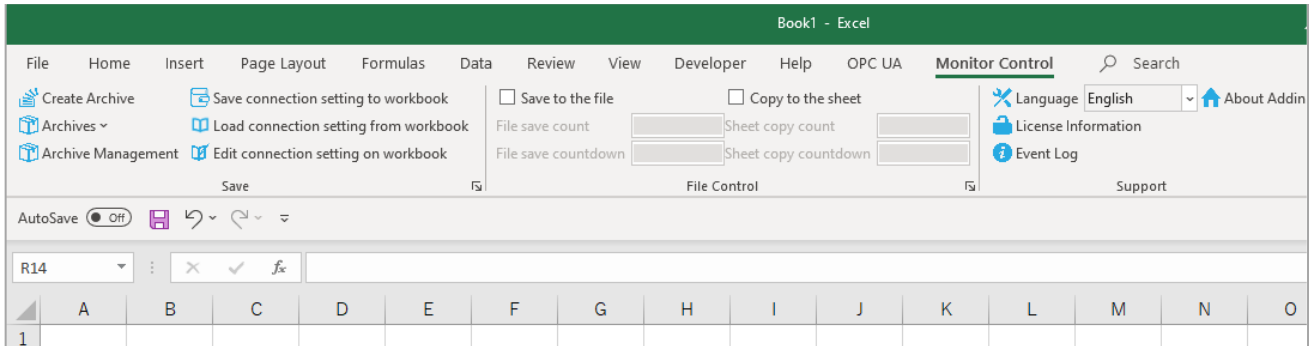 Book1 - Excel
File Home Insert Page Layout Formulas Data Review View Developer Help OPC UA Monitor Control Search
Create Archive Save connection setting to workbook Save to the file Copy to the sheet Language English About Addin
Archives Load connection setting from workbook File save count Sheet copy count License Information
Archive Management Edit connection setting on workbook File save countdown Sheet copy countdown Event Log
Save File Control Support
AutoSave Off
R14 fx
A B C D E F G H I J K L M N O
1